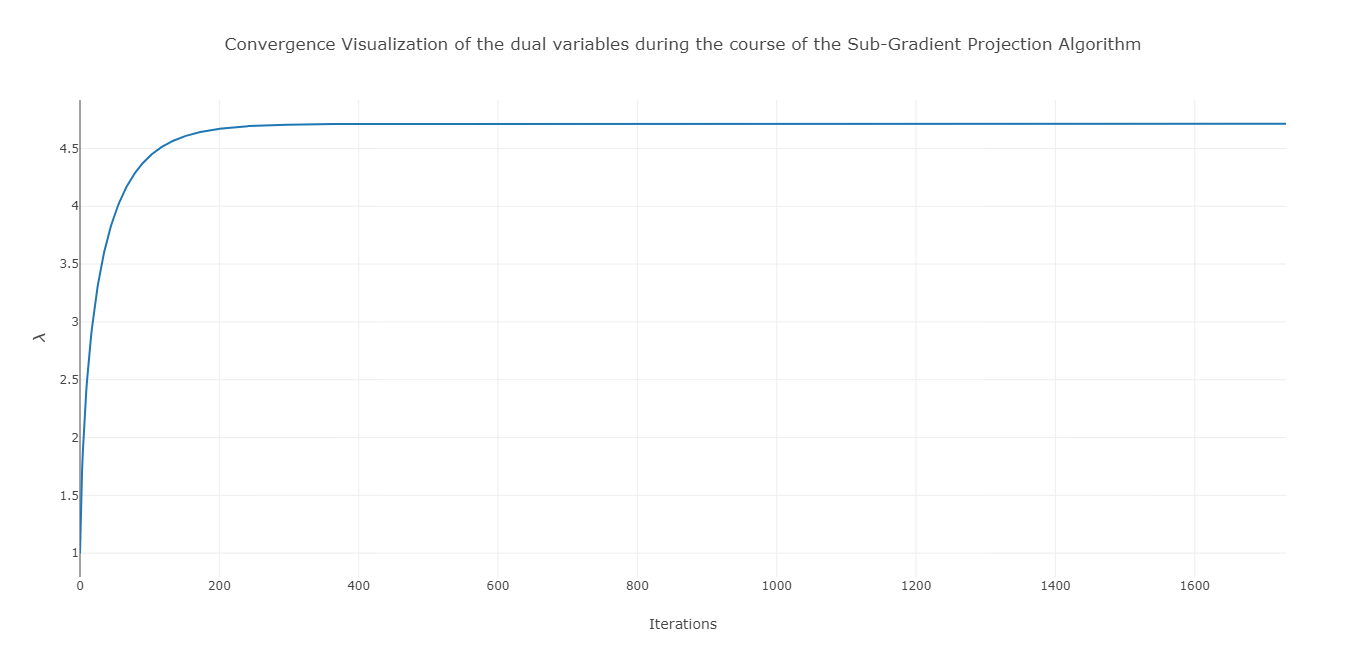 Convergence Visualization of the dual variables during the course of the Sub-Gradient Projection Algorithm
4.5
4
3.5
3
2.5
2
1.5
1
λ
0 200 400 600 800 1000 1200 1400 1600
Iterations